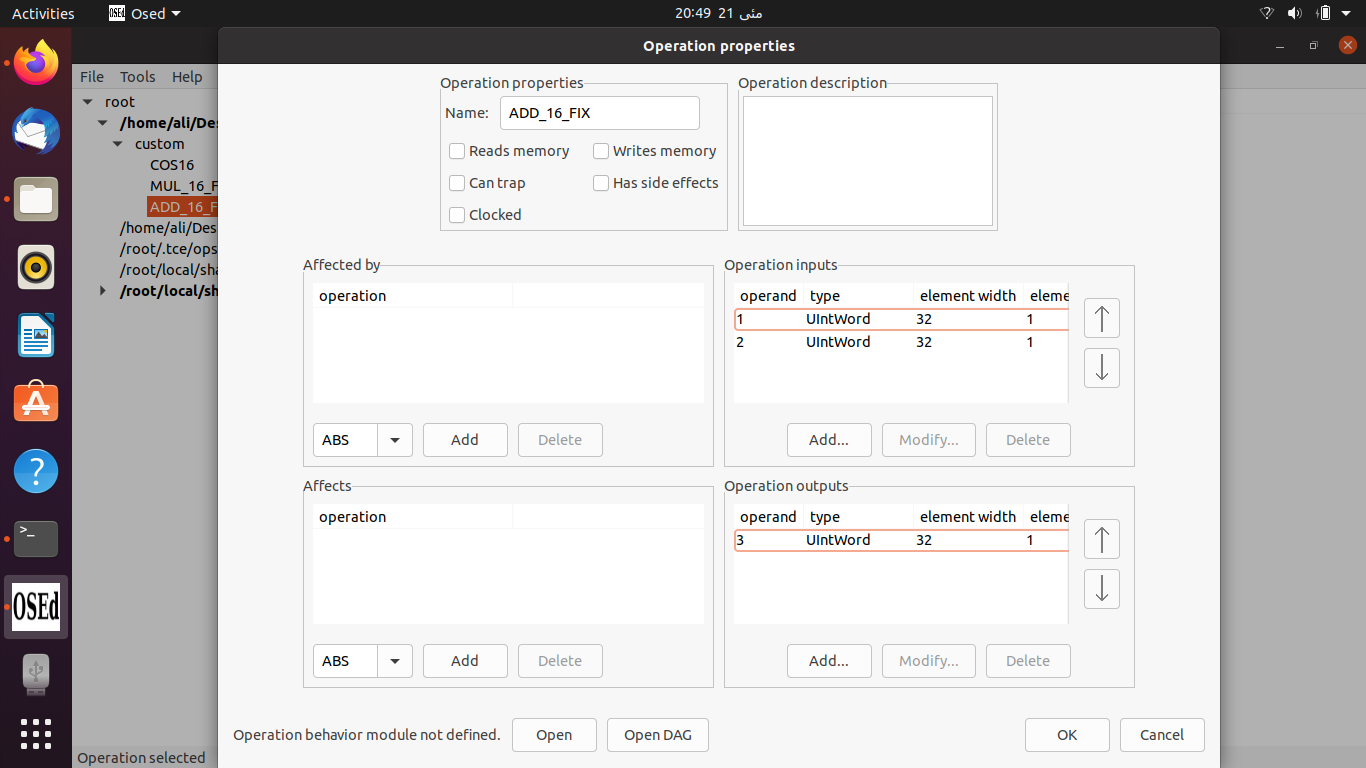 Activities
Osed
20:49 21 مئی
Operation properties
File Tools Help
root
/home/ali/Des
custom
COS16
MUL_16_F
ADD_16_F
/home/ali/Des
/root/.tce/ops
/root/local/sha
/root/local/sh
Operation selected
Operation properties
Name: ADD_16_FIX
Reads memory Writes memory
Can trap Has side effects
Clocked
Operation description
Affected by
operation
ABS Add Delete
Operation inputs
operand type element width eleme
1 UIntWord 32 1
2 UIntWord 32 1
Add... Modify... Delete
Affects
operation
ABS Add Delete
Operation outputs
operand type element width eleme
3 UIntWord 32 1
Add... Modify... Delete
Operation behavior module not defined. Open Open DAG OK Cancel
OSEd
OSEd